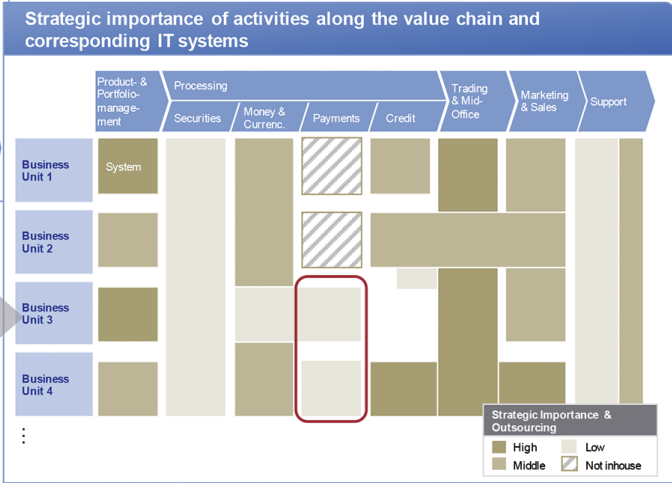 Strategic importance of activities along the value chain and
corresponding IT systems
Product- &
Portfolio-
manage-
ment
Processing
Securities
Money &
Currenc.
Payments
Credit
Trading
& Mid-
Office
Marketing
& Sales
Support
Business
Unit 1
System
Business
Unit 2
Business
Unit 3
Business
Unit 4
⋮
Strategic Importance &
Outsourcing
High
Low
Middle
Not inhouse